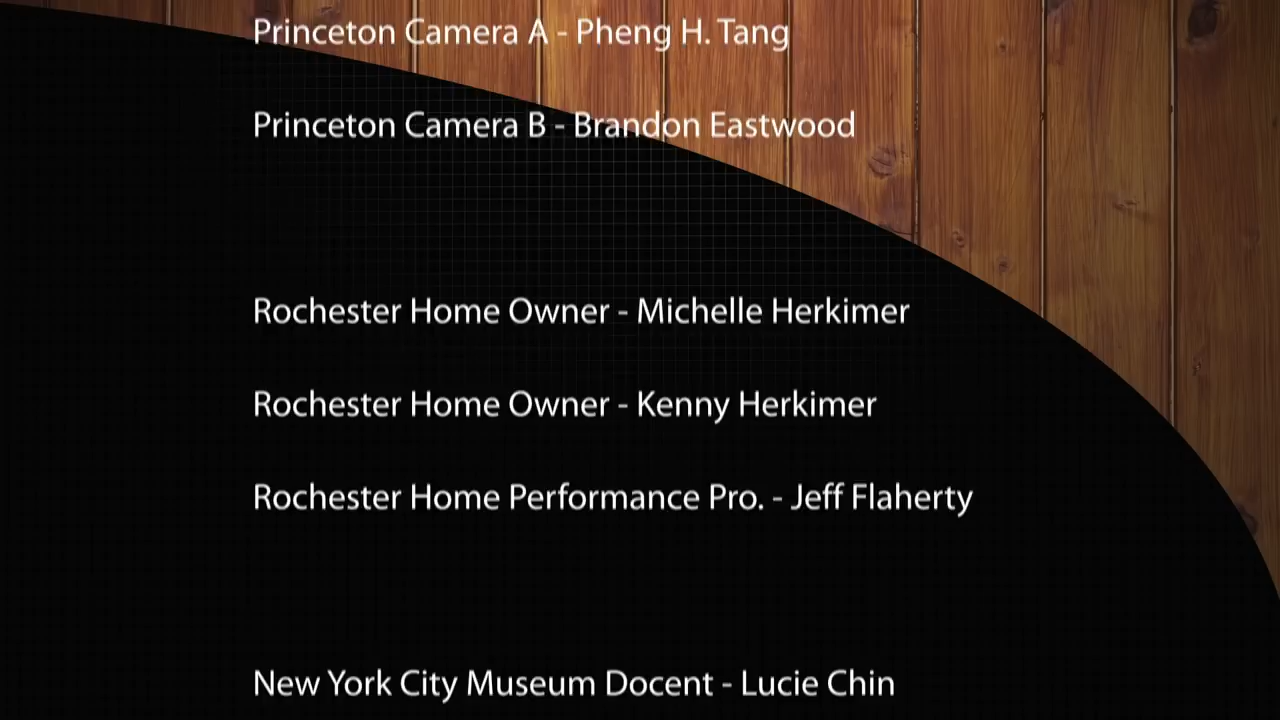 Princeton Camera A - Pheng H. Tang
Princeton Camera B - Brandon Eastwood
Rochester Home Owner - Michelle Herkimer
Rochester Home Owner - Kenny Herkimer
Rochester Home Performance Pro. - Jeff Flaherty
New York City Museum Docent - Lucie Chin